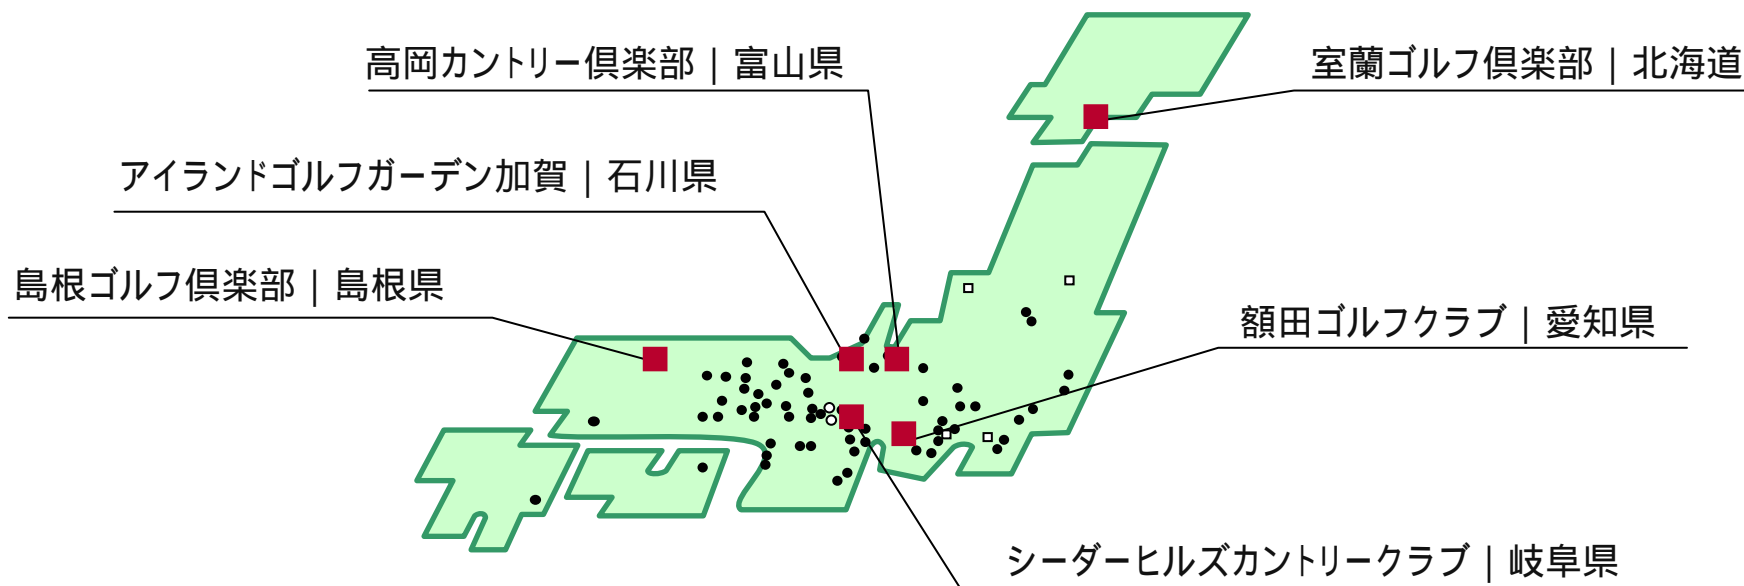 高岡カントリー倶楽部 | 富山県
室蘭ゴルフ倶楽部 | 北海道
アイランドゴルフガーデン加賀 | 石川県
島根ゴルフ倶楽部 | 島根県
額田ゴルフクラブ | 愛知県
シーダーヒルズカントリークラブ | 岐阜県